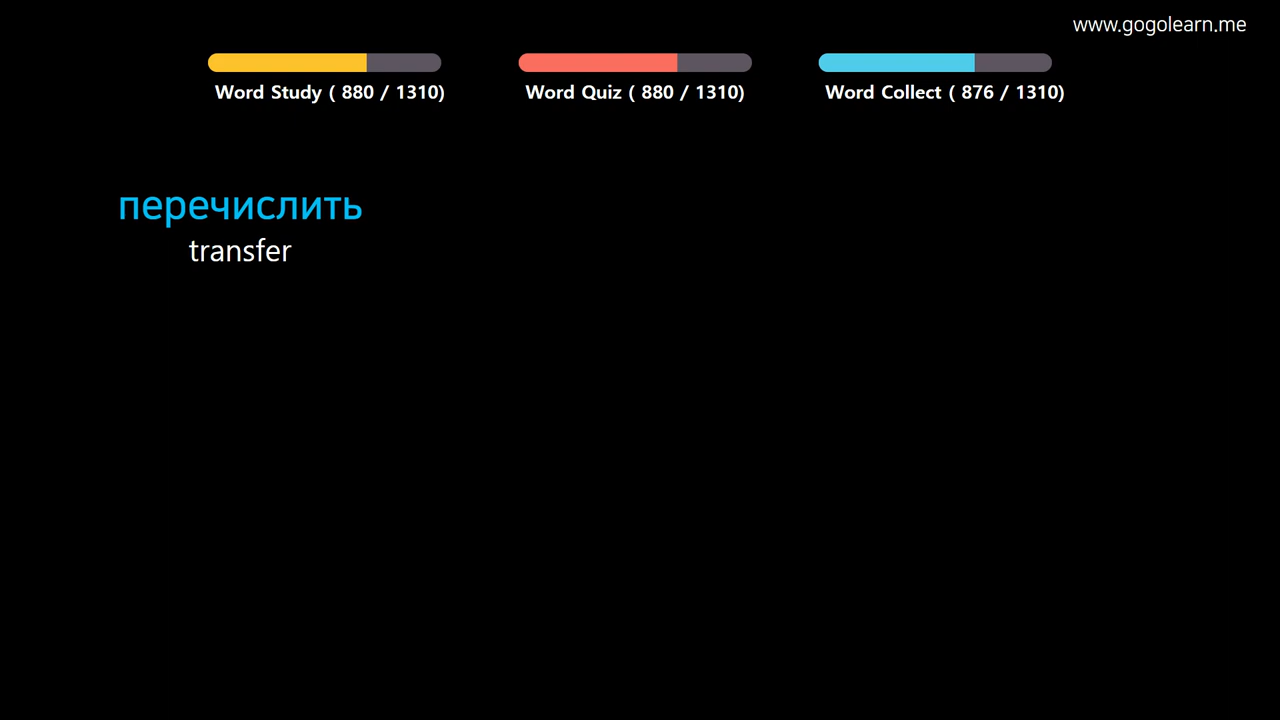 www.gogolearn.me
Word Study ( 880 / 1310)
Word Quiz ( 880 / 1310)
Word Collect ( 876 / 1310)
перечислить
transfer